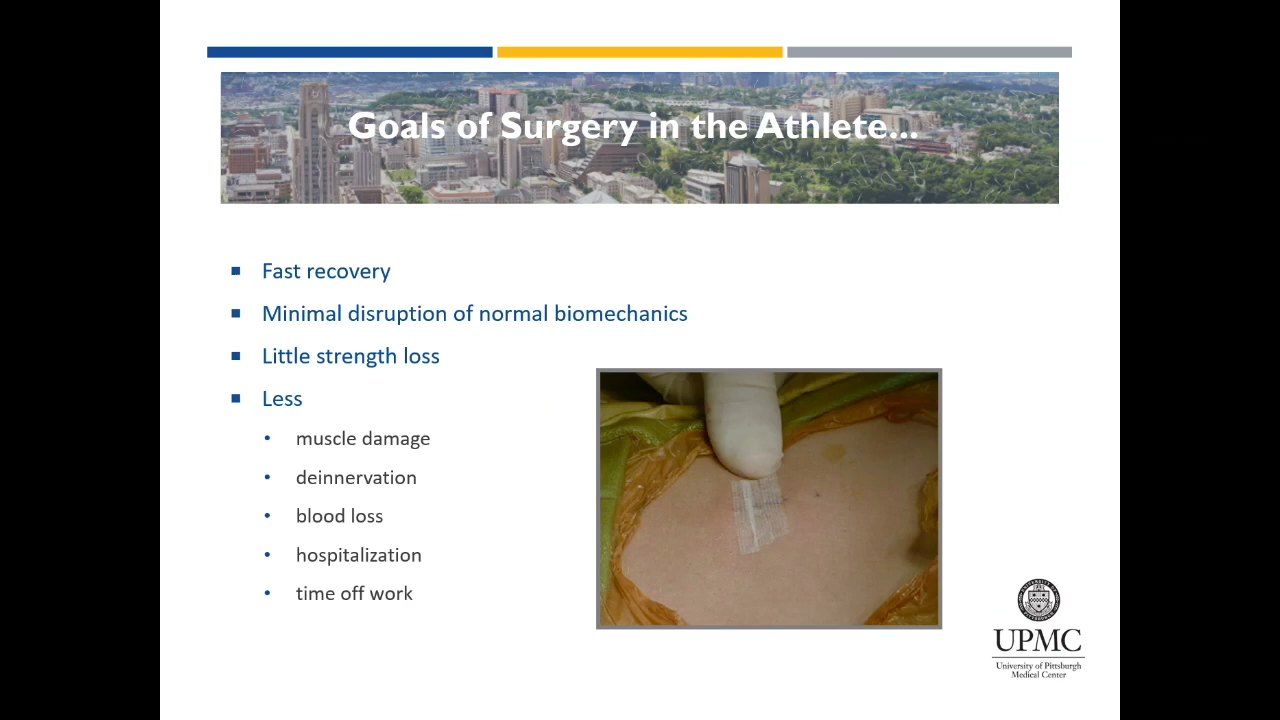 Goals of Surgery in the Athlete...
Fast recovery
Minimal disruption of normal biomechanics
Little strength loss
Less
muscle damage
deinnervation
blood loss
hospitalization
time off work
UPMC
University of Pittsburgh
Medical Center